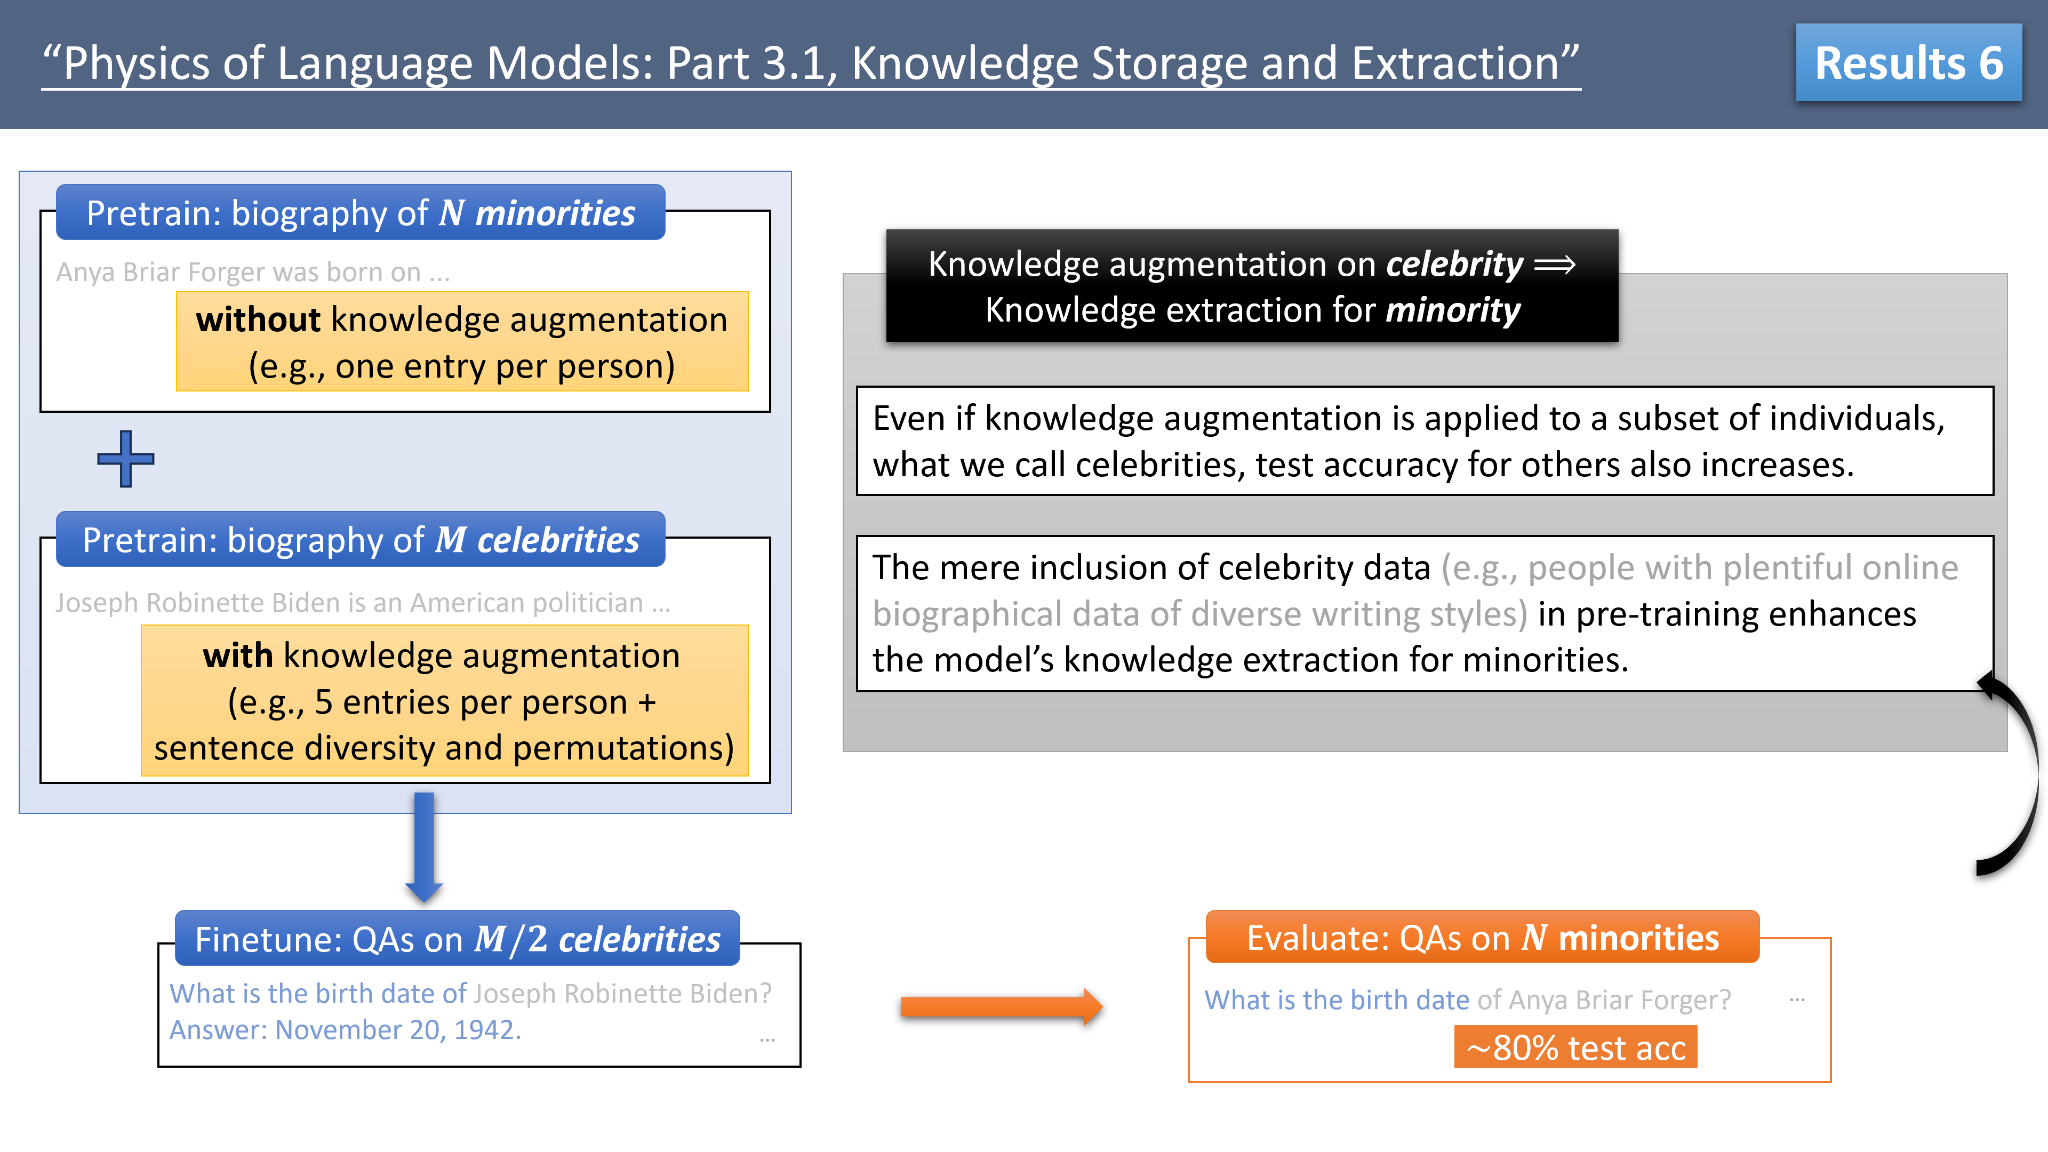 “Physics of Language Models: Part 3.1, Knowledge Storage and Extraction”
Results 6
Pretrain: biography of N minorities
Anya Briar Forger was born on ...
without knowledge augmentation
(e.g., one entry per person)
Pretrain: biography of M celebrities
Joseph Robinette Biden is an American politician ...
with knowledge augmentation
(e.g., 5 entries per person +
sentence diversity and permutations)
Knowledge augmentation on celebrity ⟹
Knowledge extraction for minority
Even if knowledge augmentation is applied to a subset of individuals,
what we call celebrities, test accuracy for others also increases.
The mere inclusion of celebrity data (e.g., people with plentiful online
biographical data of diverse writing styles) in pre-training enhances
the model’s knowledge extraction for minorities.
Finetune: QAs on M/2 celebrities
What is the birth date of Joseph Robinette Biden?
Answer: November 20, 1942.
...
Evaluate: QAs on N minorities
What is the birth date of Anya Briar Forger? ...
~80% test acc